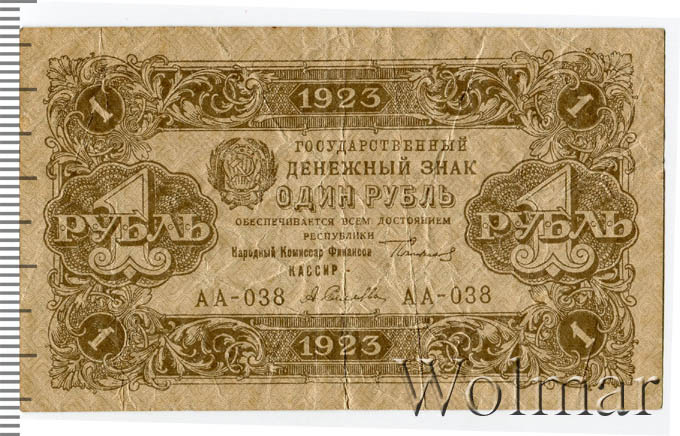 1 1923 1
ГОСУДАРСТВЕННЫЙ
ДЕНЕЖНЫЙ ЗНАК
ОДИН РУБЛЬ
1 РУБЛЬ
1 РУБЛЬ
ОБЕСПЕЧИВАЕТСЯ ВСЕМ ДОСТОЯНИЕМ
РЕСПУБЛИКИ
Народный Комиссар Финансов
КАССИР -
АА-038 АА-038
1 1923 1
Wolmar